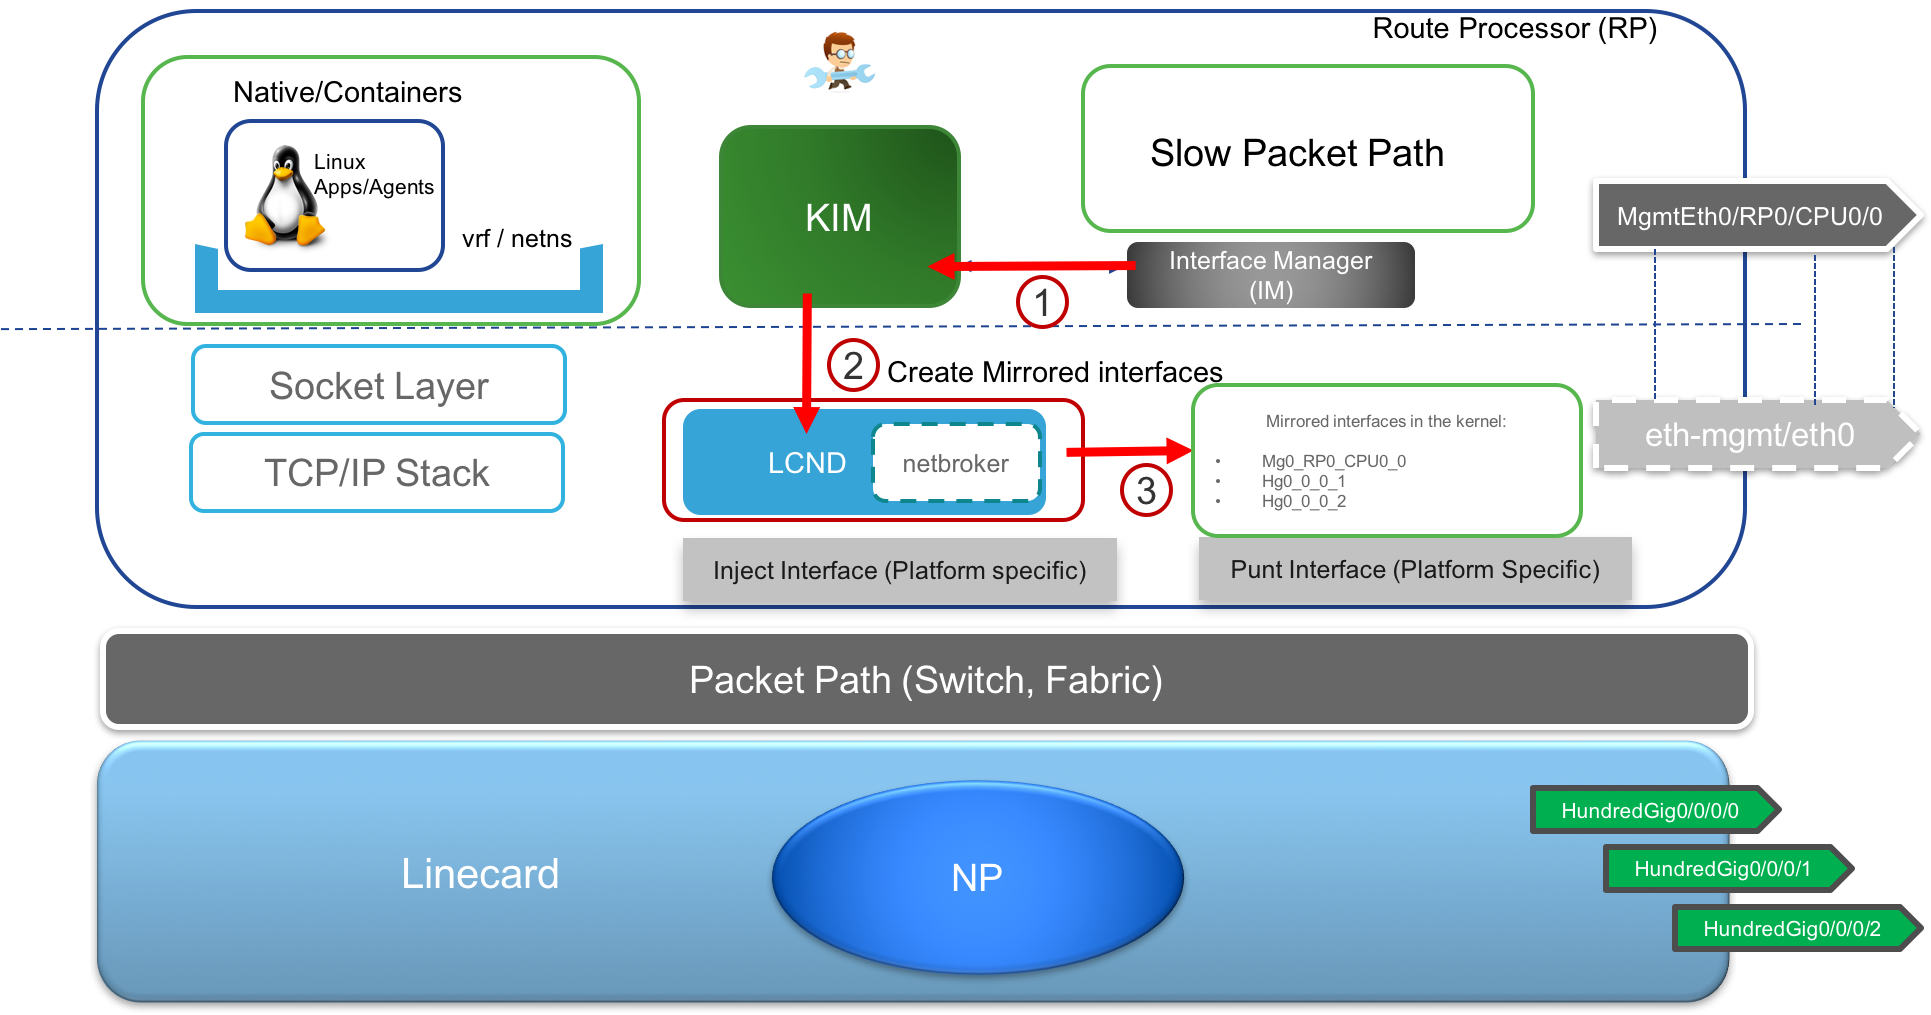 Route Processor (RP)
Native/Containers
Linux
Apps/Agents
vrf / netns
KIM
Slow Packet Path
MgmtEth0/RP0/CPU0/0
Interface Manager
(IM)
1
2
Create Mirrored interfaces
Socket Layer
TCP/IP Stack
LCND
netbroker
3
Mirrored interfaces in the kernel:
• Mg0_RP0_CPU0_0
• Hg0_0_0_1
• Hg0_0_0_2
eth-mgmt/eth0
Inject Interface (Platform specific)
Punt Interface (Platform Specific)
Packet Path (Switch, Fabric)
Linecard
NP
HundredGig0/0/0/0
HundredGig0/0/0/1
HundredGig0/0/0/2